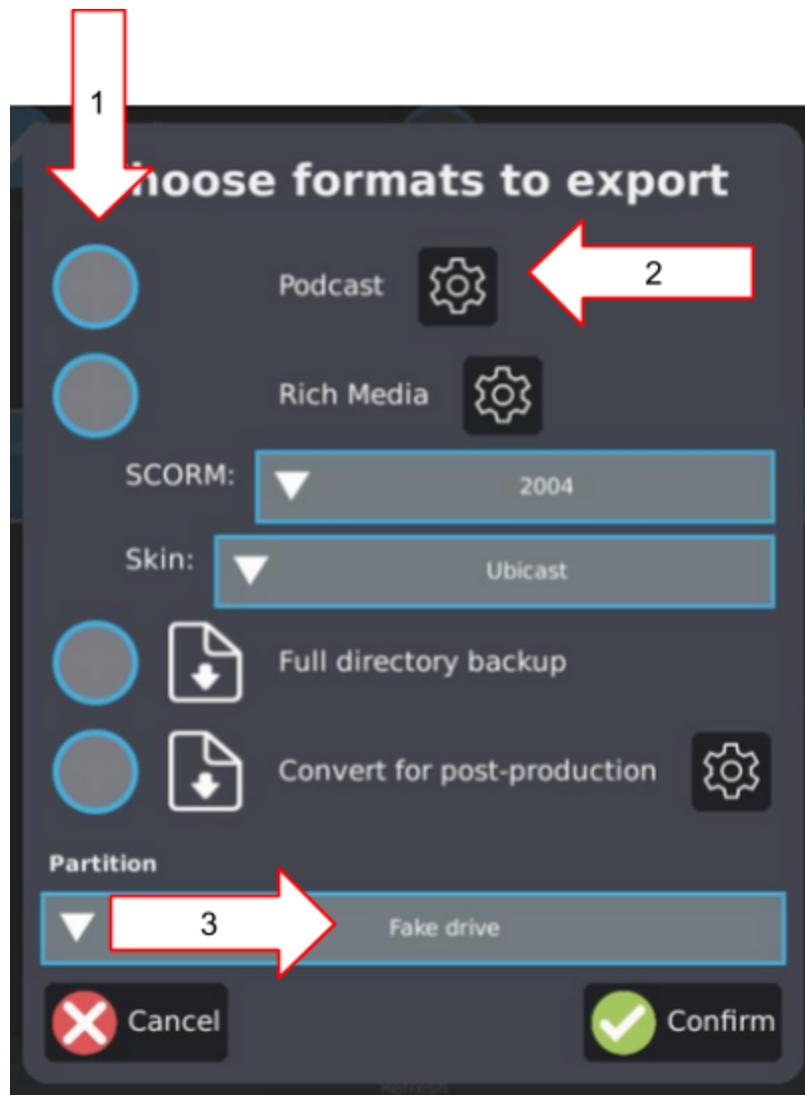 1
hoose formats to export
Podcast
2
Rich Media
SCORM:
2004
Skin:
Ubicast
Full directory backup
Convert for post-production
Partition
3
Fake drive
Cancel
Confirm